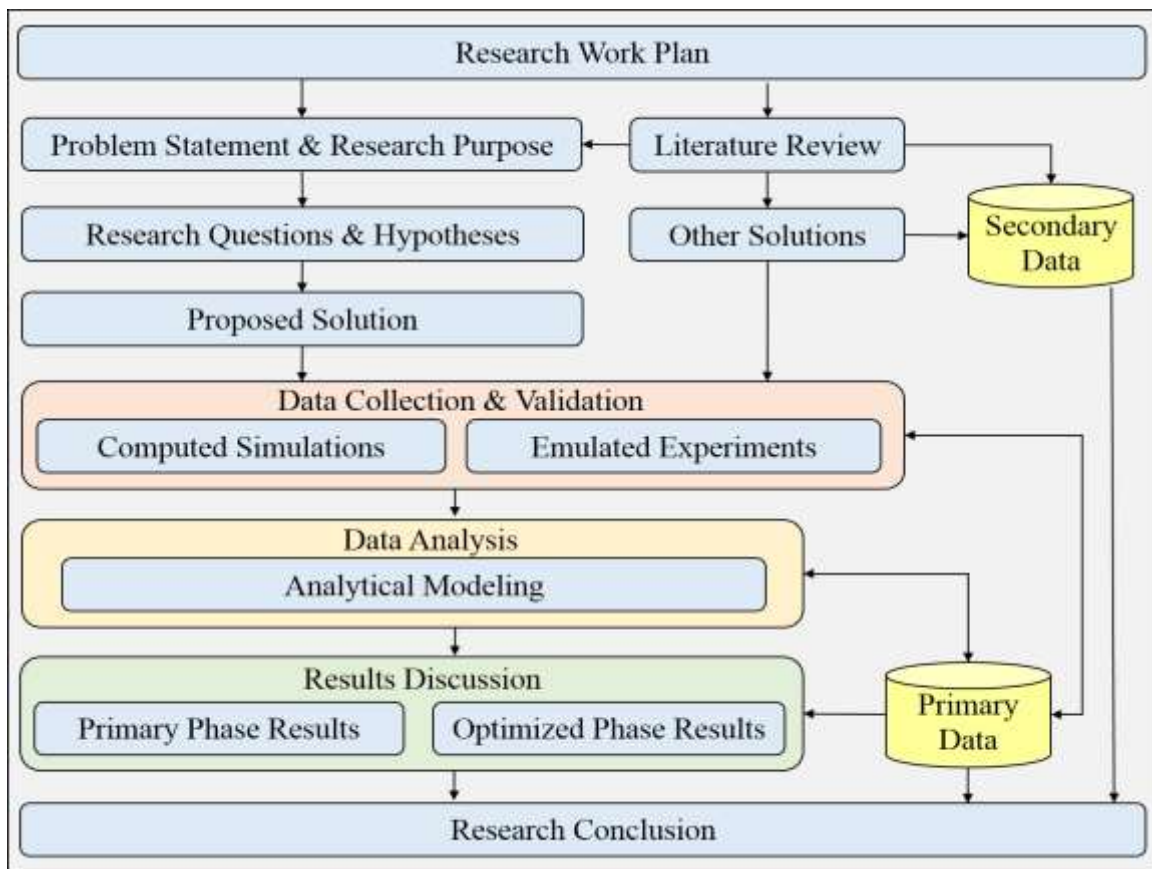 Research Work Plan
Problem Statement & Research Purpose
Literature Review
Research Questions & Hypotheses
Other Solutions
Secondary
Data
Proposed Solution
Data Collection & Validation
Computed Simulations
Emulated Experiments
Data Analysis
Analytical Modeling
Results Discussion
Primary Phase Results
Optimized Phase Results
Primary
Data
Research Conclusion